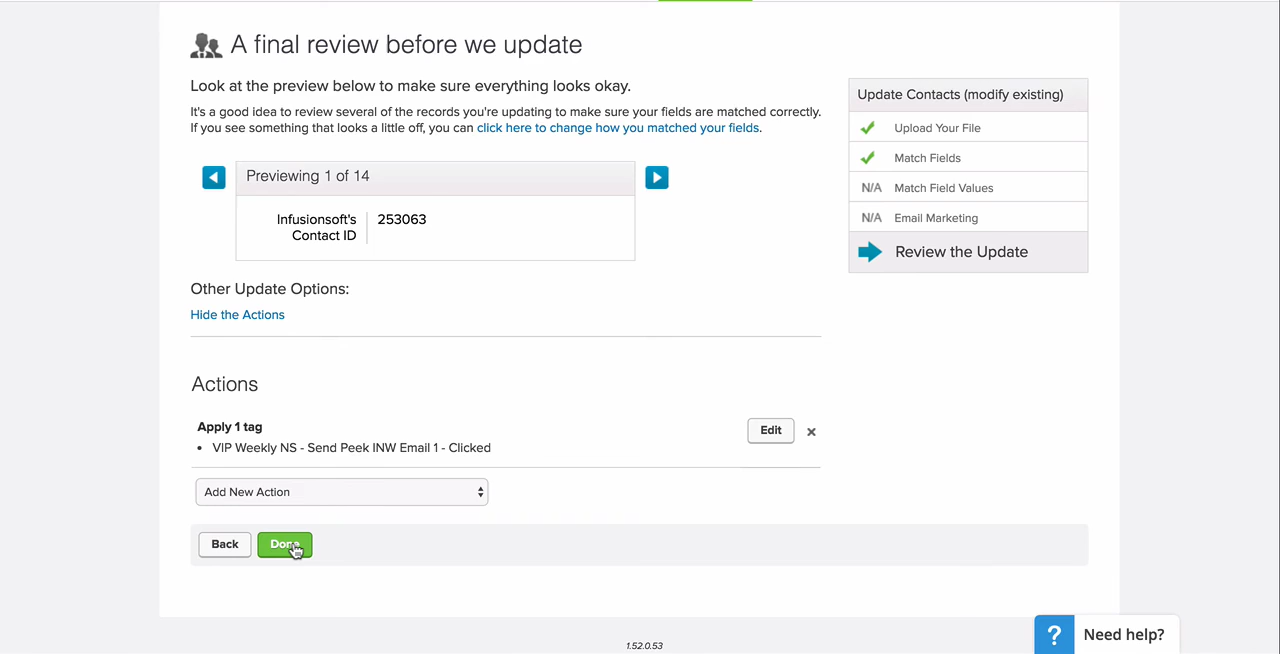 A final review before we update
Look at the preview below to make sure everything looks okay.
It's a good idea to review several of the records you're updating to make sure your fields are matched correctly.
If you see something that looks a little off, you can click here to change how you matched your fields.
Previewing 1 of 14
Infusionsoft's 253063
Contact ID
Other Update Options:
Hide the Actions
Actions
Apply 1 tag
• VIP Weekly NS - Send Peek INW Email 1 - Clicked
Edit ×
Add New Action
Back Done
Update Contacts (modify existing)
Upload Your File
Match Fields
N/A Match Field Values
N/A Email Marketing
Review the Update
? Need help?
1.52.0.53